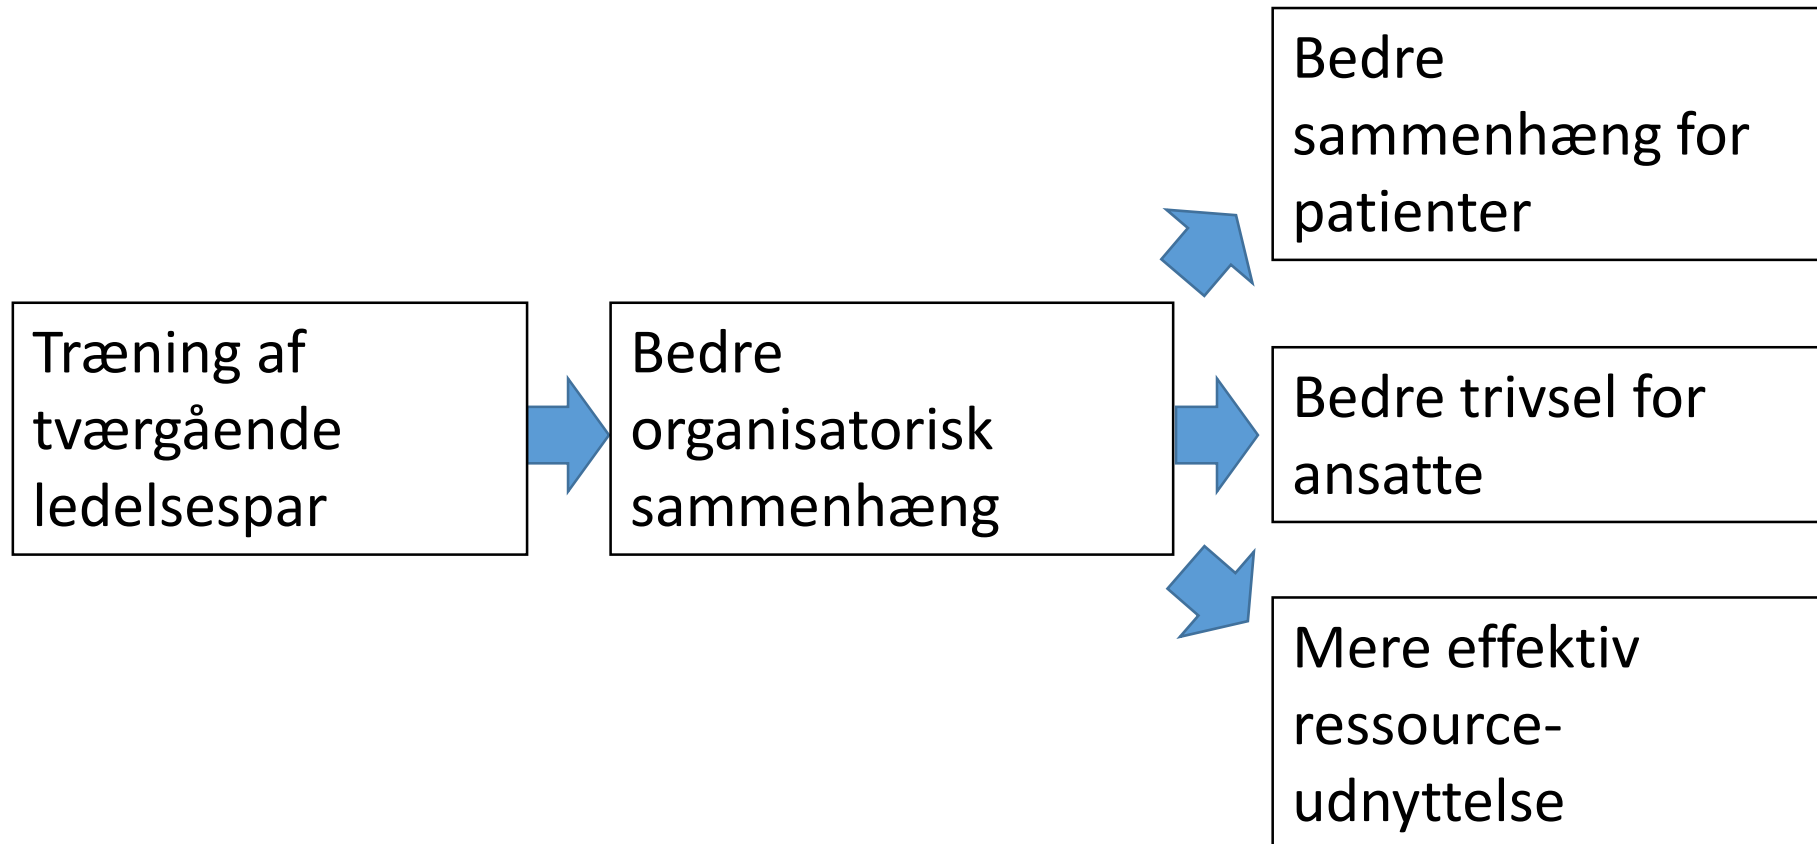 Træning af
tværgående
ledelsespar
Bedre
organisatorisk
sammenhæng
Bedre
sammenhæng for
patienter
Bedre trivsel for
ansatte
Mere effektiv
ressource-
udnyttelse